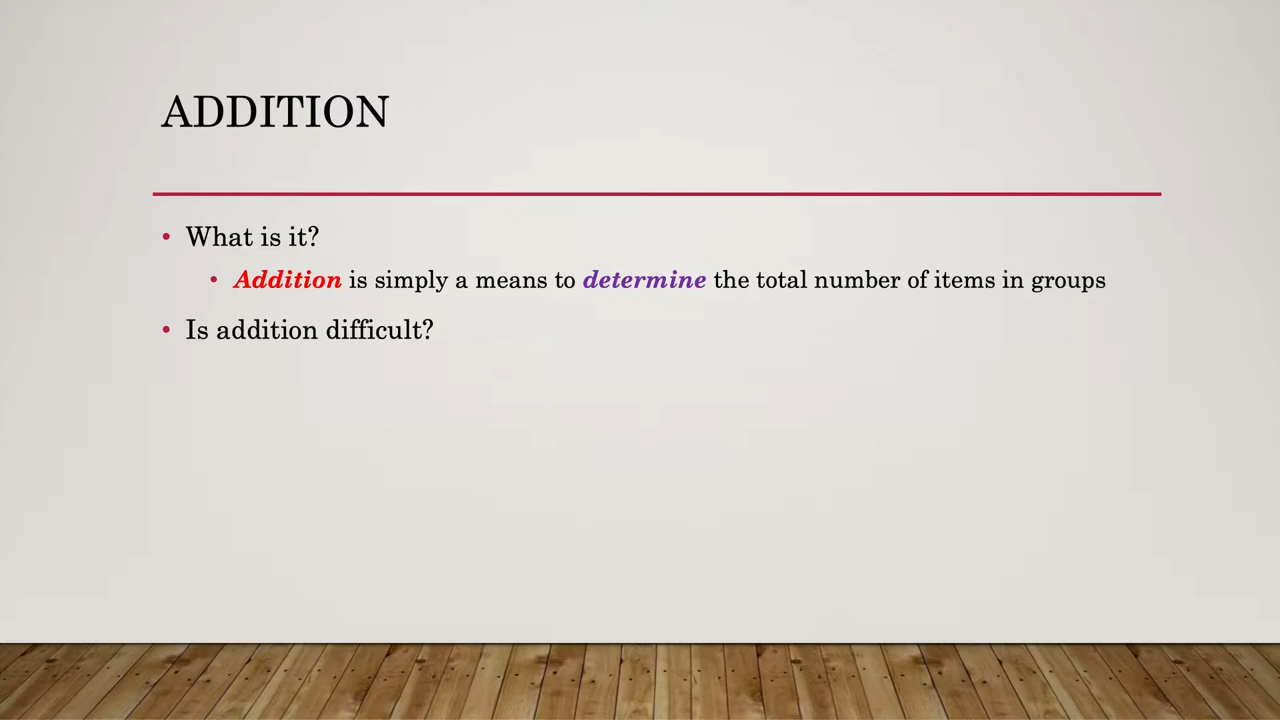 ADDITION
• What is it?
• Addition is simply a means to determine the total number of items in groups
• Is addition difficult?